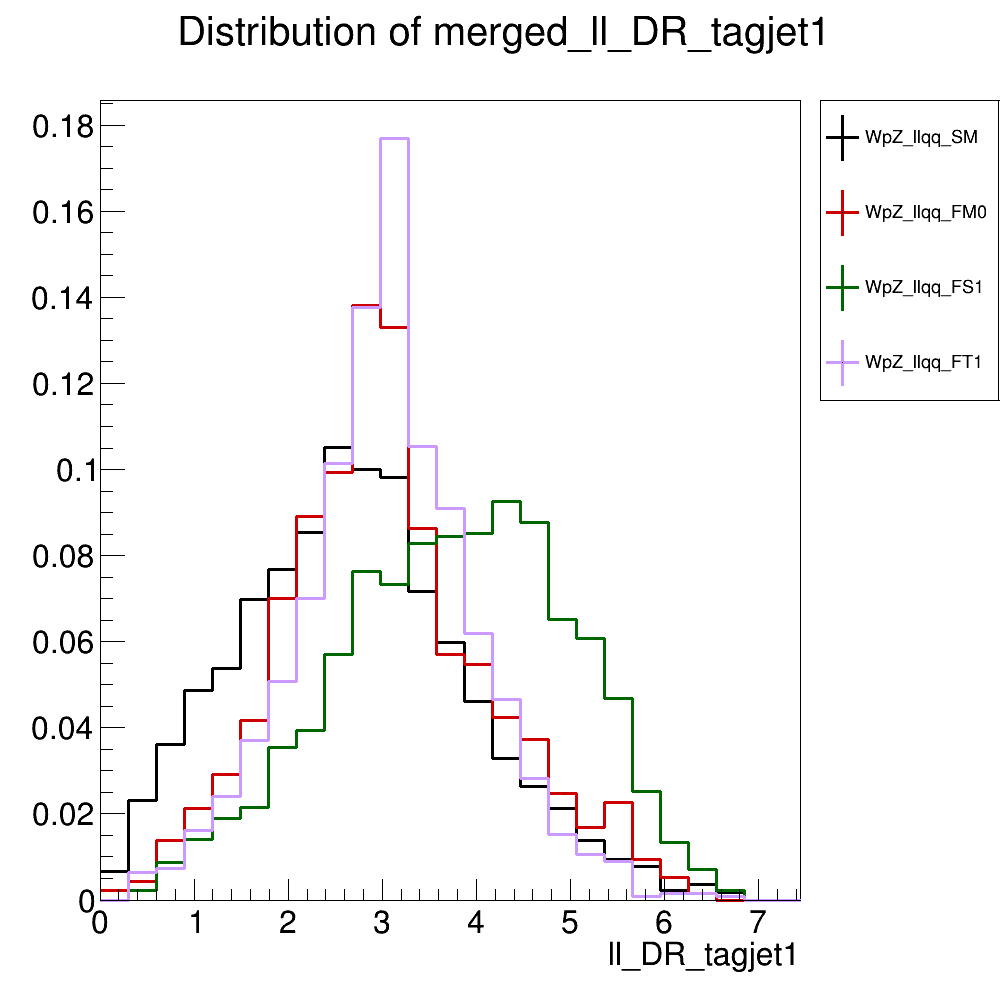 Distribution of merged_ll_DR_tagjet1
0.18
0.16
0.14
0.12
0.1
0.08
0.06
0.04
0.02
0
0 1 2 3 4 5 6 7
ll_DR_tagjet1
WpZ_llqq_SM
WpZ_llqq_FM0
WpZ_llqq_FS1
WpZ_llqq_FT1